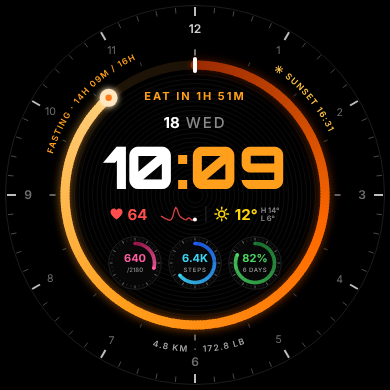 12
11
1
10
2
9
3
8
4
7
5
6
FASTING · 14H 09M / 16H
☀ SUNSET 16:31
EAT IN 1H 51M
18 WED
10:09
64
12° H 14° L 6°
640 /2180
6.4K STEPS
82% 6 DAYS
4.8 KM · 172.8 LB